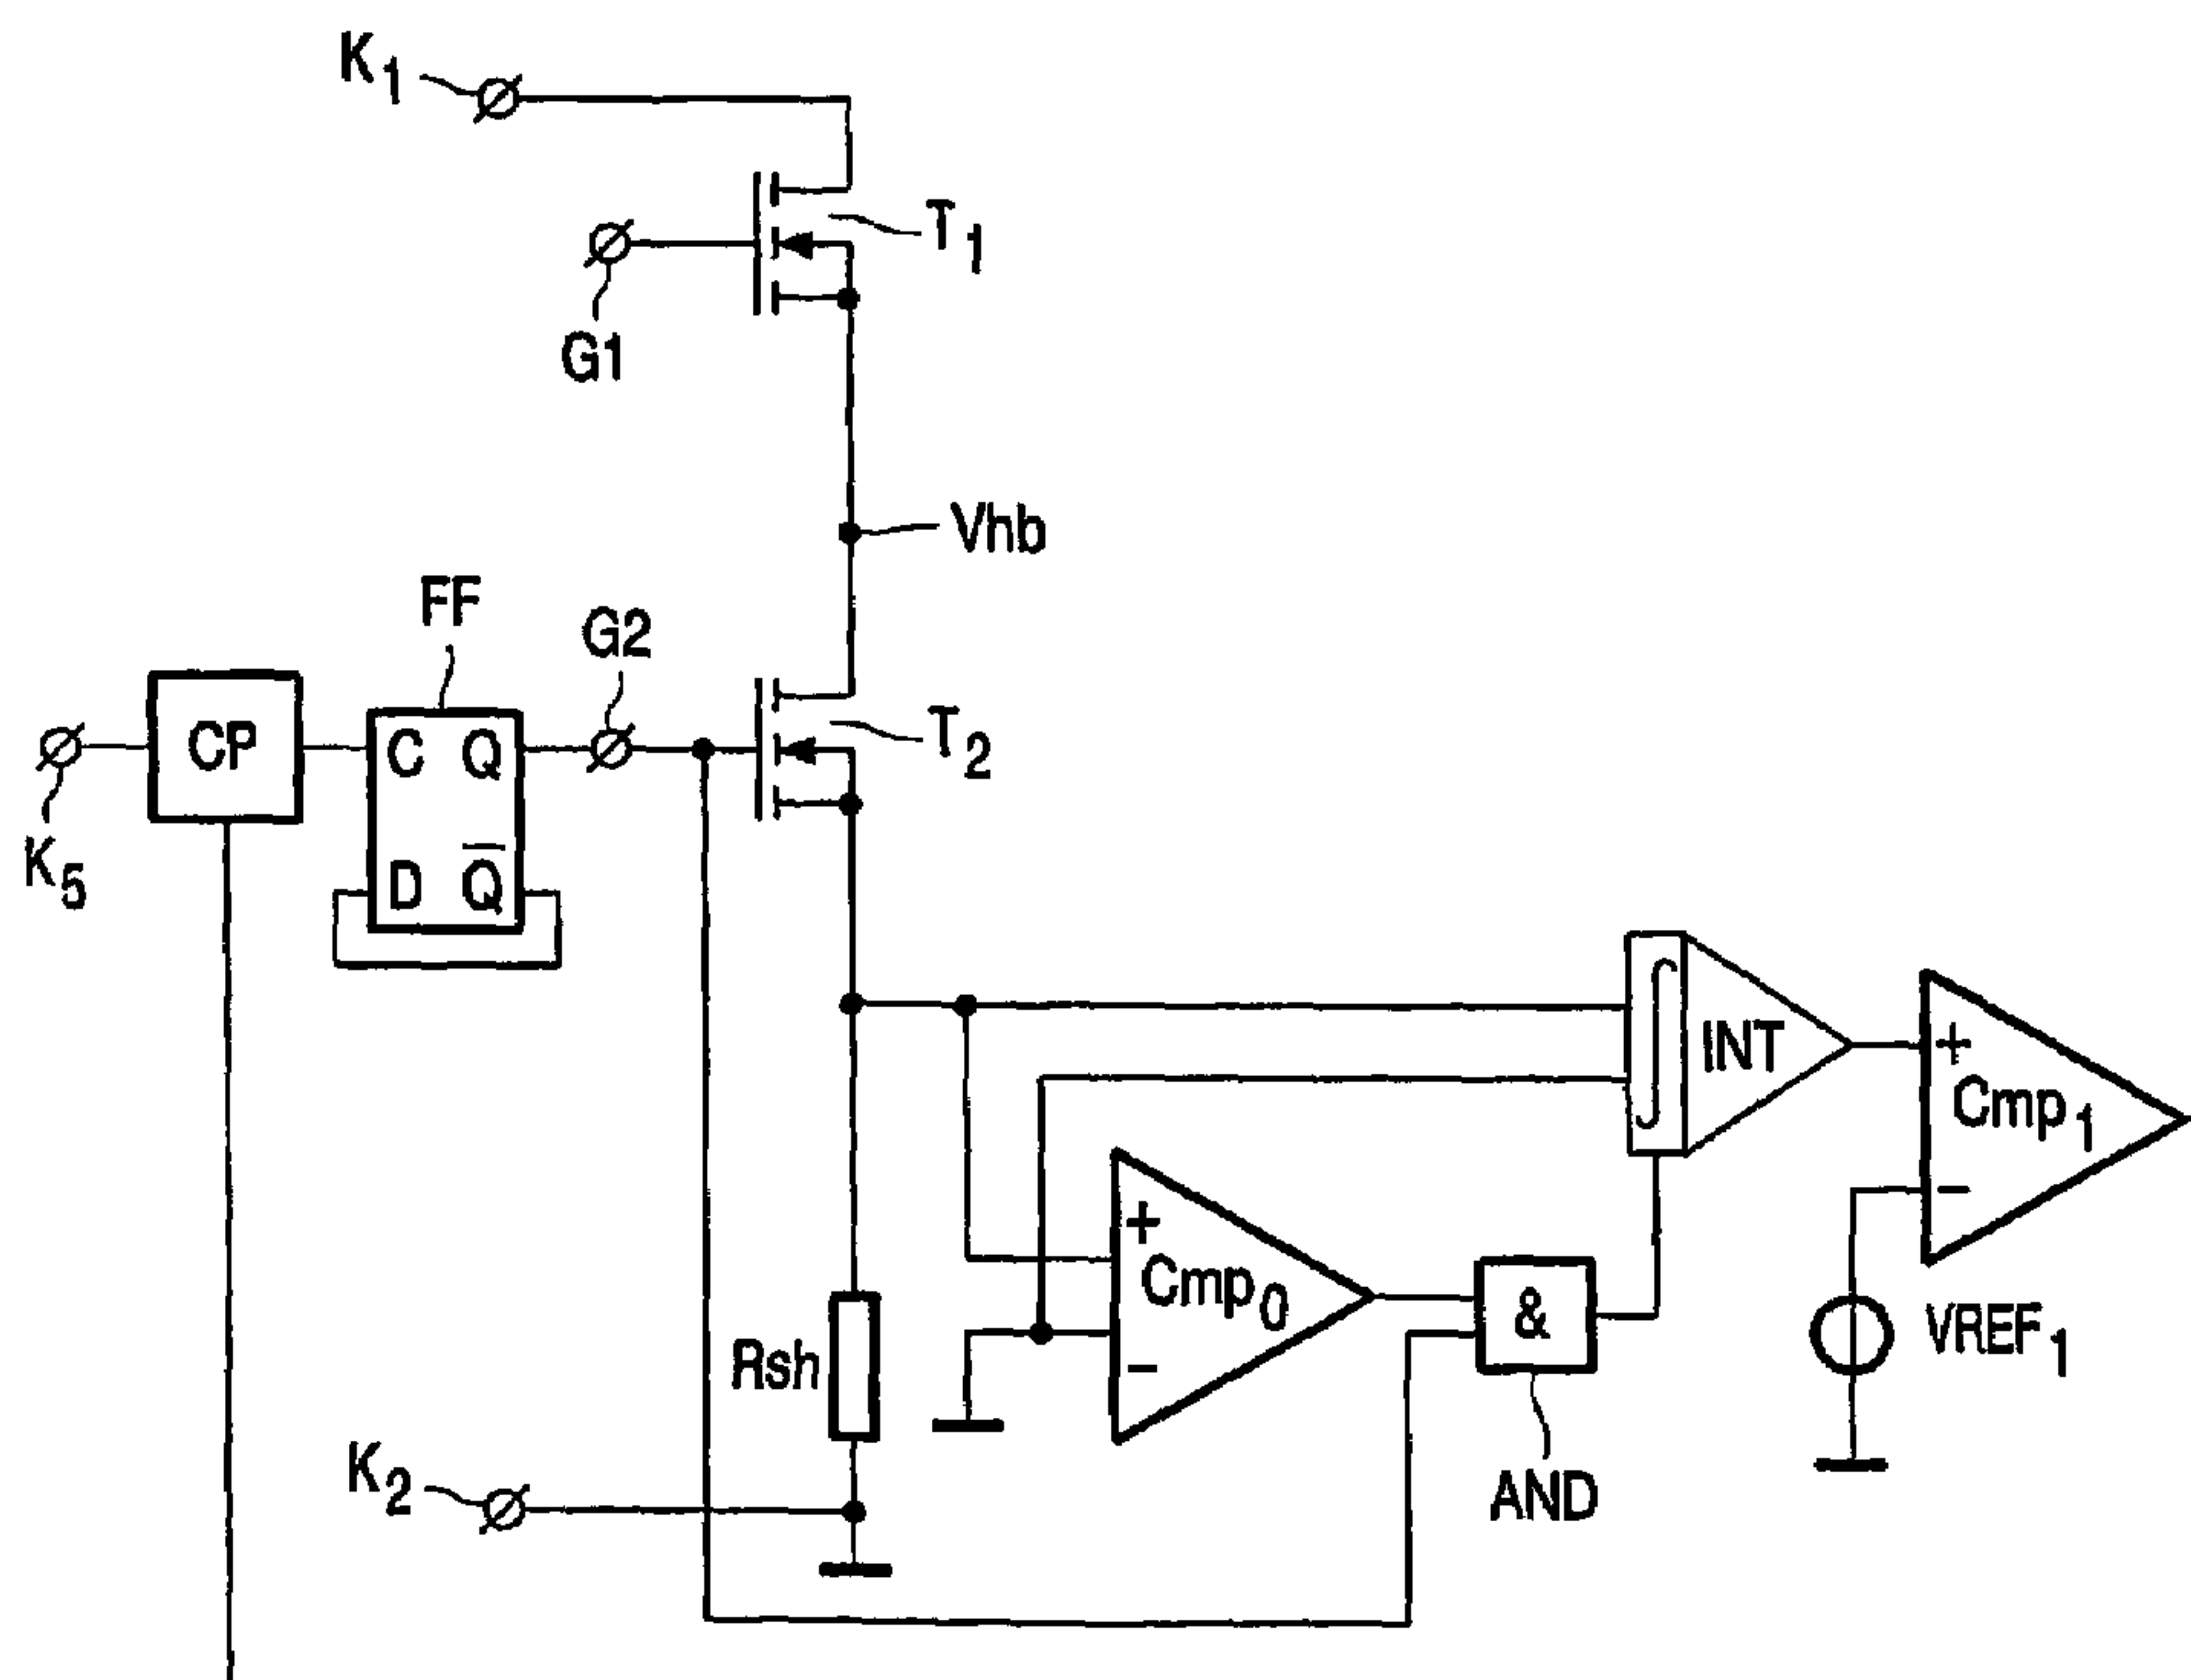 K1
T1
G1
Vhb
FF
G2
CP
C Q
T2
K5
D Q̅
INT
+
Cmp1
−
+
Cmp0
−
&
VREF1
Rsh
K2
AND